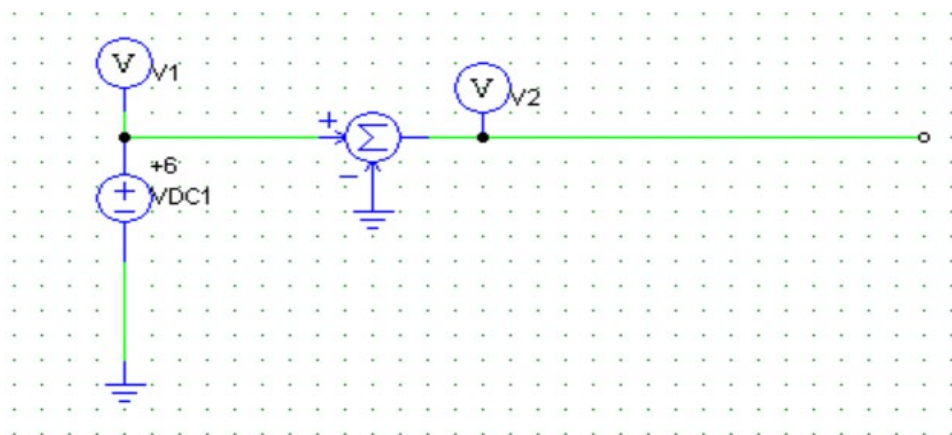 V V1
V V2
+ Σ
+6
−
+
− VDC1